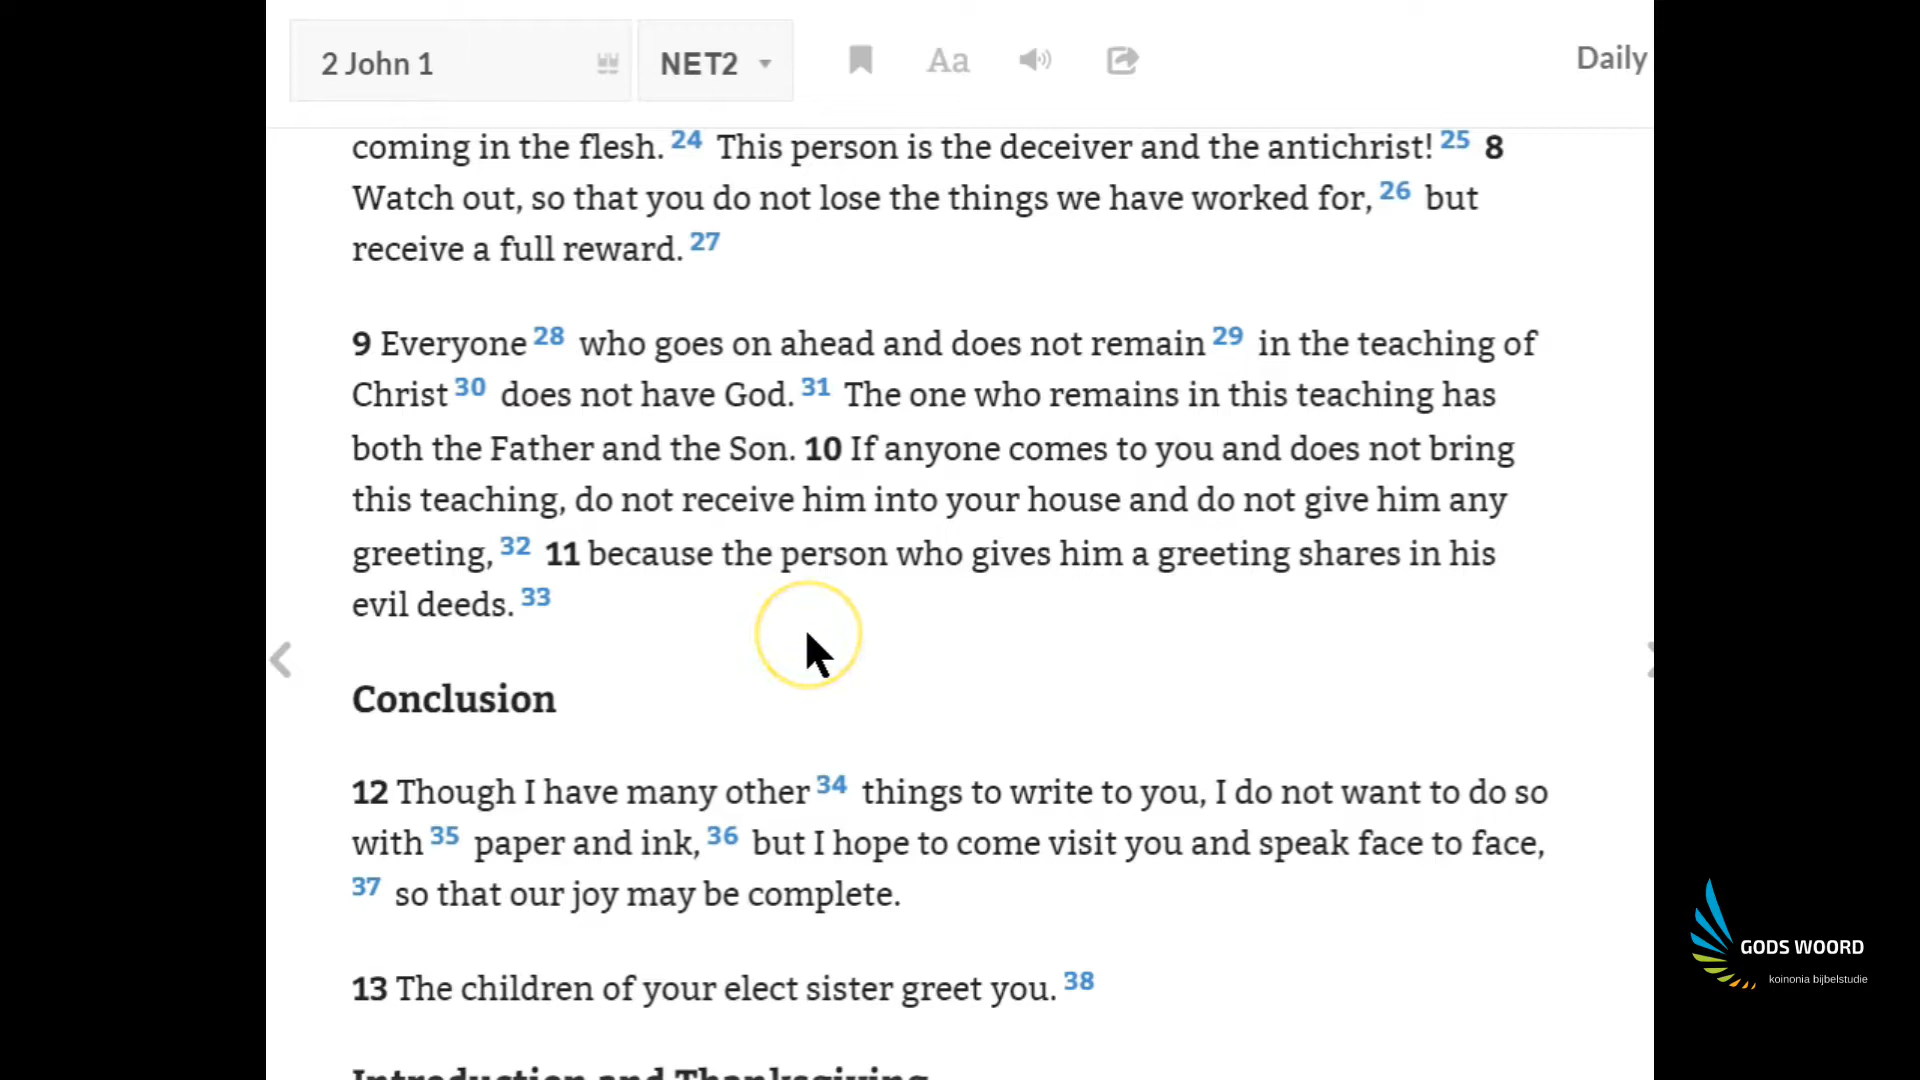 2 John 1
NET2
Aa
Daily
coming in the flesh. 24 This person is the deceiver and the antichrist! 25 8
Watch out, so that you do not lose the things we have worked for, 26 but
receive a full reward. 27
9 Everyone 28 who goes on ahead and does not remain 29 in the teaching of
Christ 30 does not have God. 31 The one who remains in this teaching has
both the Father and the Son. 10 If anyone comes to you and does not bring
this teaching, do not receive him into your house and do not give him any
greeting, 32 11 because the person who gives him a greeting shares in his
evil deeds. 33
Conclusion
12 Though I have many other 34 things to write to you, I do not want to do so
with 35 paper and ink, 36 but I hope to come visit you and speak face to face,
37 so that our joy may be complete.
13 The children of your elect sister greet you. 38
Introduction and Thanksgiving
GODS WOORD
koinonia bijbelstudie